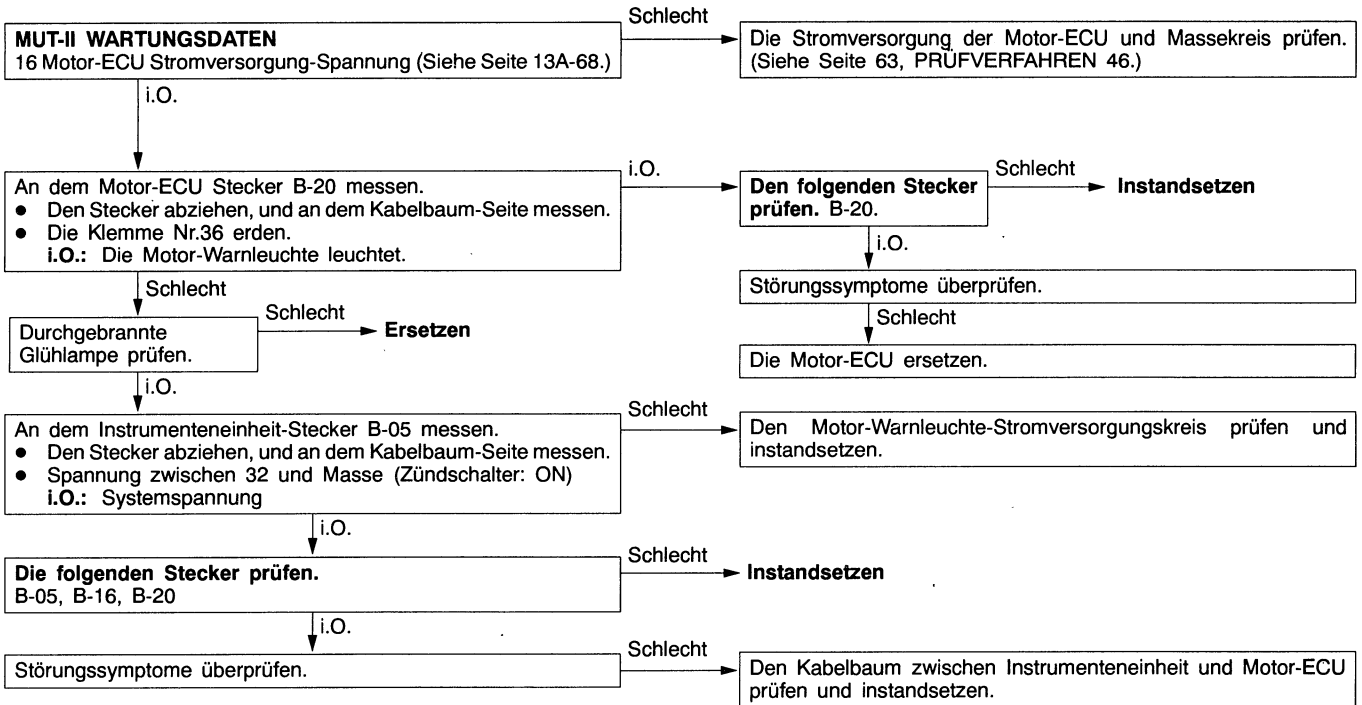 Schlecht
MUT-II WARTUNGSDATEN
16 Motor-ECU Stromversorgung-Spannung (Siehe Seite 13A-68.)
Die Stromversorgung der Motor-ECU und Massekreis prüfen.
(Siehe Seite 63, PRÜFVERFAHREN 46.)
i.O.
An dem Motor-ECU Stecker B-20 messen.
● Den Stecker abziehen, und an dem Kabelbaum-Seite messen.
● Die Klemme Nr.36 erden.
i.O.: Die Motor-Warnleuchte leuchtet.
i.O.
Den folgenden Stecker
prüfen. B-20.
Schlecht
Instandsetzen
i.O.
Störungssymptome überprüfen.
Schlecht
Die Motor-ECU ersetzen.
Schlecht
Durchgebrannte
Glühlampe prüfen.
Schlecht
Ersetzen
i.O.
An dem Instrumenteneinheit-Stecker B-05 messen.
● Den Stecker abziehen, und an dem Kabelbaum-Seite messen.
● Spannung zwischen 32 und Masse (Zündschalter: ON)
i.O.: Systemspannung
Schlecht
Den Motor-Warnleuchte-Stromversorgungskreis prüfen und
instandsetzen.
i.O.
Die folgenden Stecker prüfen.
B-05, B-16, B-20
Schlecht
Instandsetzen
i.O.
Störungssymptome überprüfen.
Schlecht
Den Kabelbaum zwischen Instrumenteneinheit und Motor-ECU
prüfen und instandsetzen.